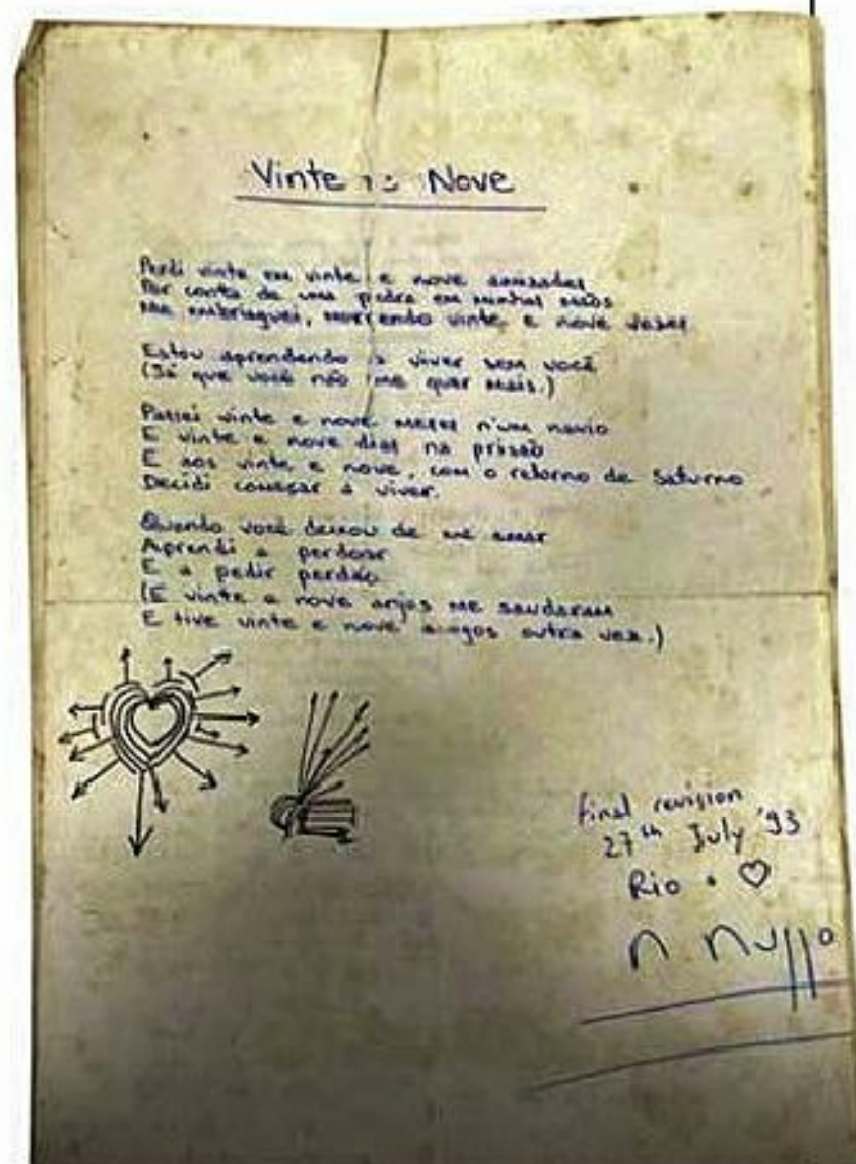 Vinte e Nove
Perdi vinte em vinte e nove amizades
Por conta de uma pedra em minhas mãos
Me embriaguei, morrendo vinte e nove vezes
Estou aprendendo a viver sem você
(Já que você não me quer mais.)
Passei vinte e nove meses n'um navio
E vinte e nove dias na prisão
E aos vinte e nove, com o retorno de Saturno
Decidi começar a viver.
Quando você deixou de me amar
Aprendi a perdoar
E a pedir perdão
(E vinte e nove anjos me saudaram
E tive vinte e nove amigos outra vez.)
final revision
27th July '93
Rio